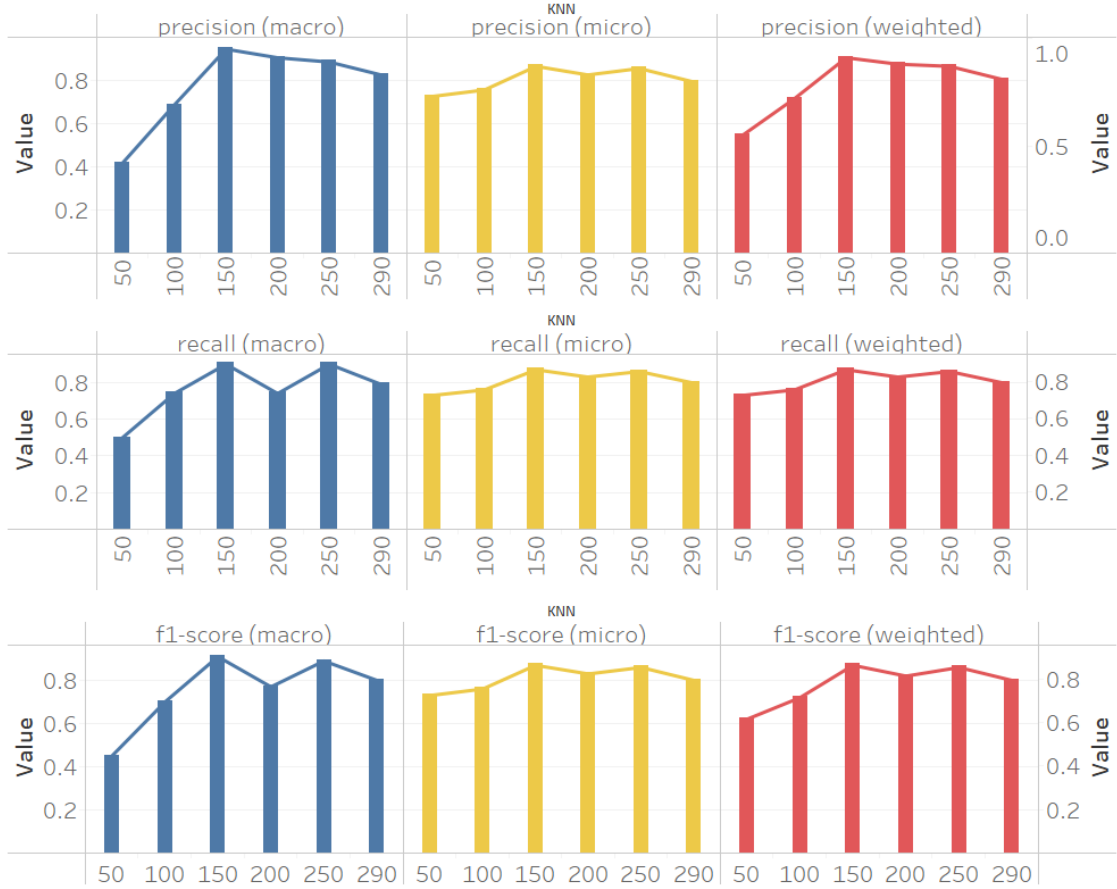 KNN
precision (macro) precision (micro) precision (weighted)
Value
0.8
0.6
0.4
0.2
1.0
0.5
0.0
Value
50 100 150 200 250 290 50 100 150 200 250 290 50 100 150 200 250 290
KNN
recall (macro) recall (micro) recall (weighted)
Value
0.8
0.6
0.4
0.2
0.8
0.6
0.4
0.2
Value
50 100 150 200 250 290 50 100 150 200 250 290 50 100 150 200 250 290
KNN
f1-score (macro) f1-score (micro) f1-score (weighted)
Value
0.8
0.6
0.4
0.2
0.8
0.6
0.4
0.2
Value
50 100 150 200 250 290 50 100 150 200 250 290 50 100 150 200 250 290